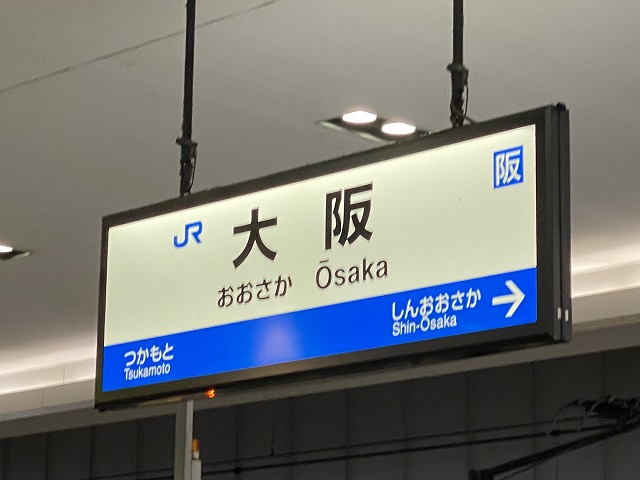 JR 大阪 阪
おおさか Ōsaka
つかもと しんおおさか →
Tsukamoto Shin-Ōsaka